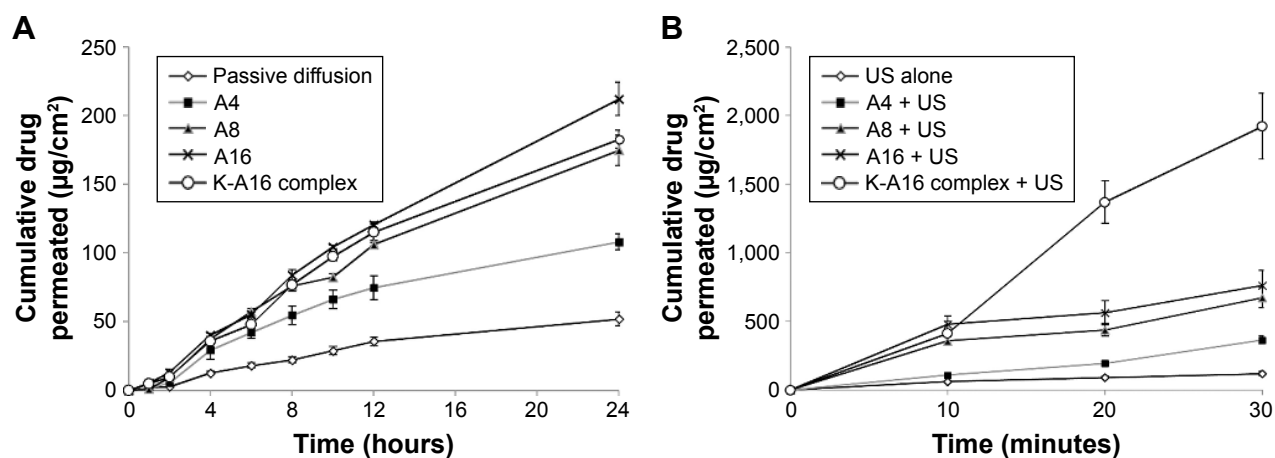 A
Cumulative drug
permeated (µg/cm²)
250
200
150
100
50
0
Passive diffusion
A4
A8
A16
K-A16 complex
0
4
8
12
16
20
24
Time (hours)
B
Cumulative drug
permeated (µg/cm²)
2,500
2,000
1,500
1,000
500
0
US alone
A4 + US
A8 + US
A16 + US
K-A16 complex + US
0
10
20
30
Time (minutes)